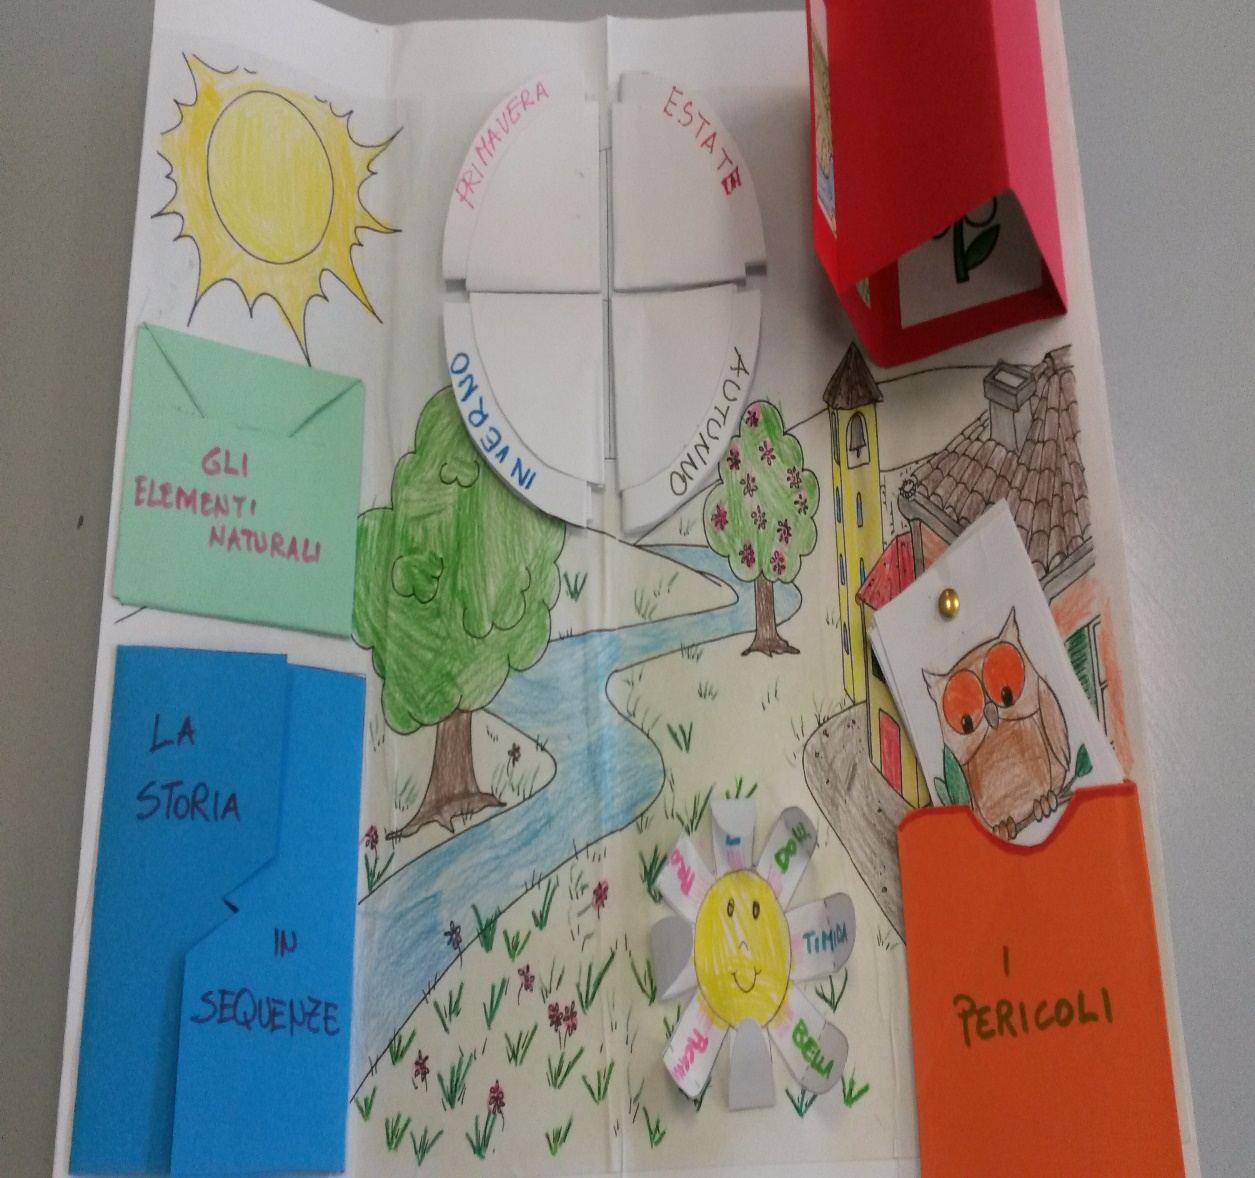 PRIMAVERA
ESTATE
INVERNO
AUTUNNO
GLI
ELEMENTI
NATURALI
LA
STORIA
IN
SEQUENZE
TIMIDA
BELLA
I
PERICOLI